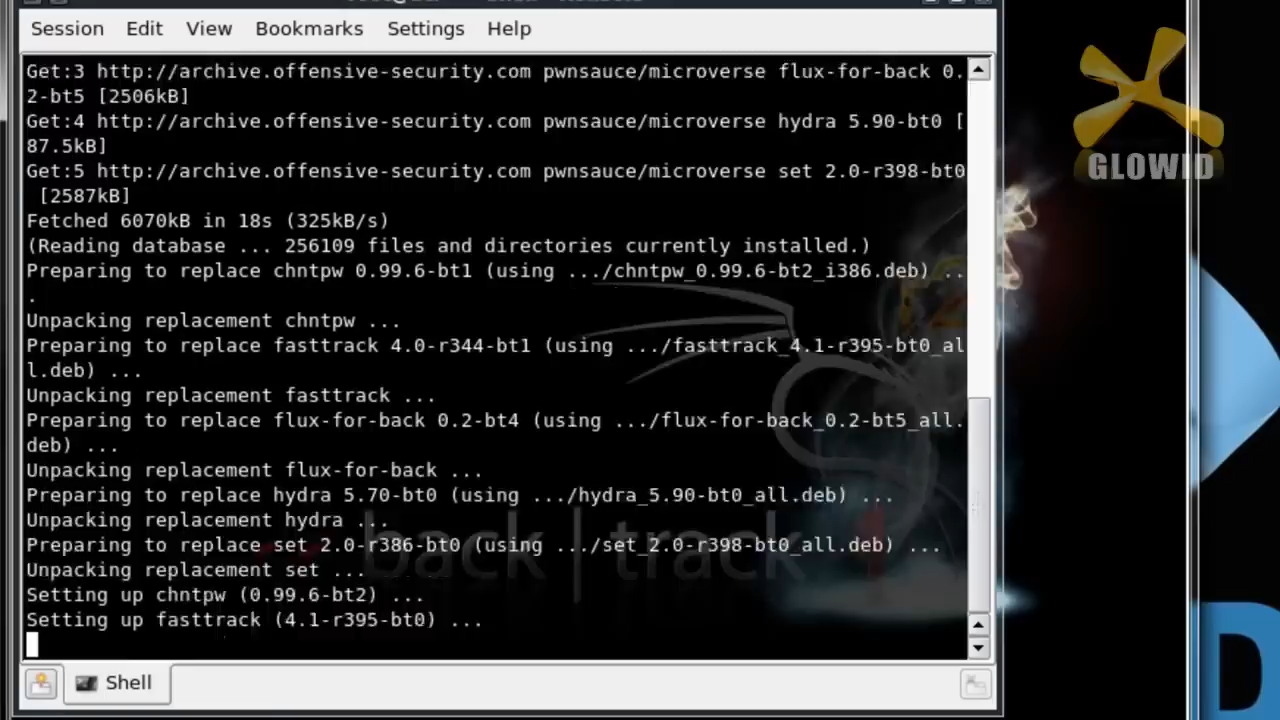 Session Edit View Bookmarks Settings Help
Get:3 http://archive.offensive-security.com pwnsauce/microverse flux-for-back 0.
2-bt5 [2506kB]
Get:4 http://archive.offensive-security.com pwnsauce/microverse hydra 5.90-bt0 [
87.5kB]
Get:5 http://archive.offensive-security.com pwnsauce/microverse set 2.0-r398-bt0
[2587kB]
Fetched 6070kB in 18s (325kB/s)
(Reading database ... 256109 files and directories currently installed.)
Preparing to replace chntpw 0.99.6-bt1 (using .../chntpw_0.99.6-bt2_i386.deb) ..
.
Unpacking replacement chntpw ...
Preparing to replace fasttrack 4.0-r344-bt1 (using .../fasttrack_4.1-r395-bt0_al
l.deb) ...
Unpacking replacement fasttrack ...
Preparing to replace flux-for-back 0.2-bt4 (using .../flux-for-back_0.2-bt5_all.
deb) ...
Unpacking replacement flux-for-back ...
Preparing to replace hydra 5.70-bt0 (using .../hydra_5.90-bt0_all.deb) ...
Unpacking replacement hydra ...
Preparing to replace set 2.0-r386-bt0 (using .../set_2.0-r398-bt0_all.deb) ...
Unpacking replacement set ...
Setting up chntpw (0.99.6-bt2) ...
Setting up fasttrack (4.1-r395-bt0) ...
back | track
Shell
GLOWID
D